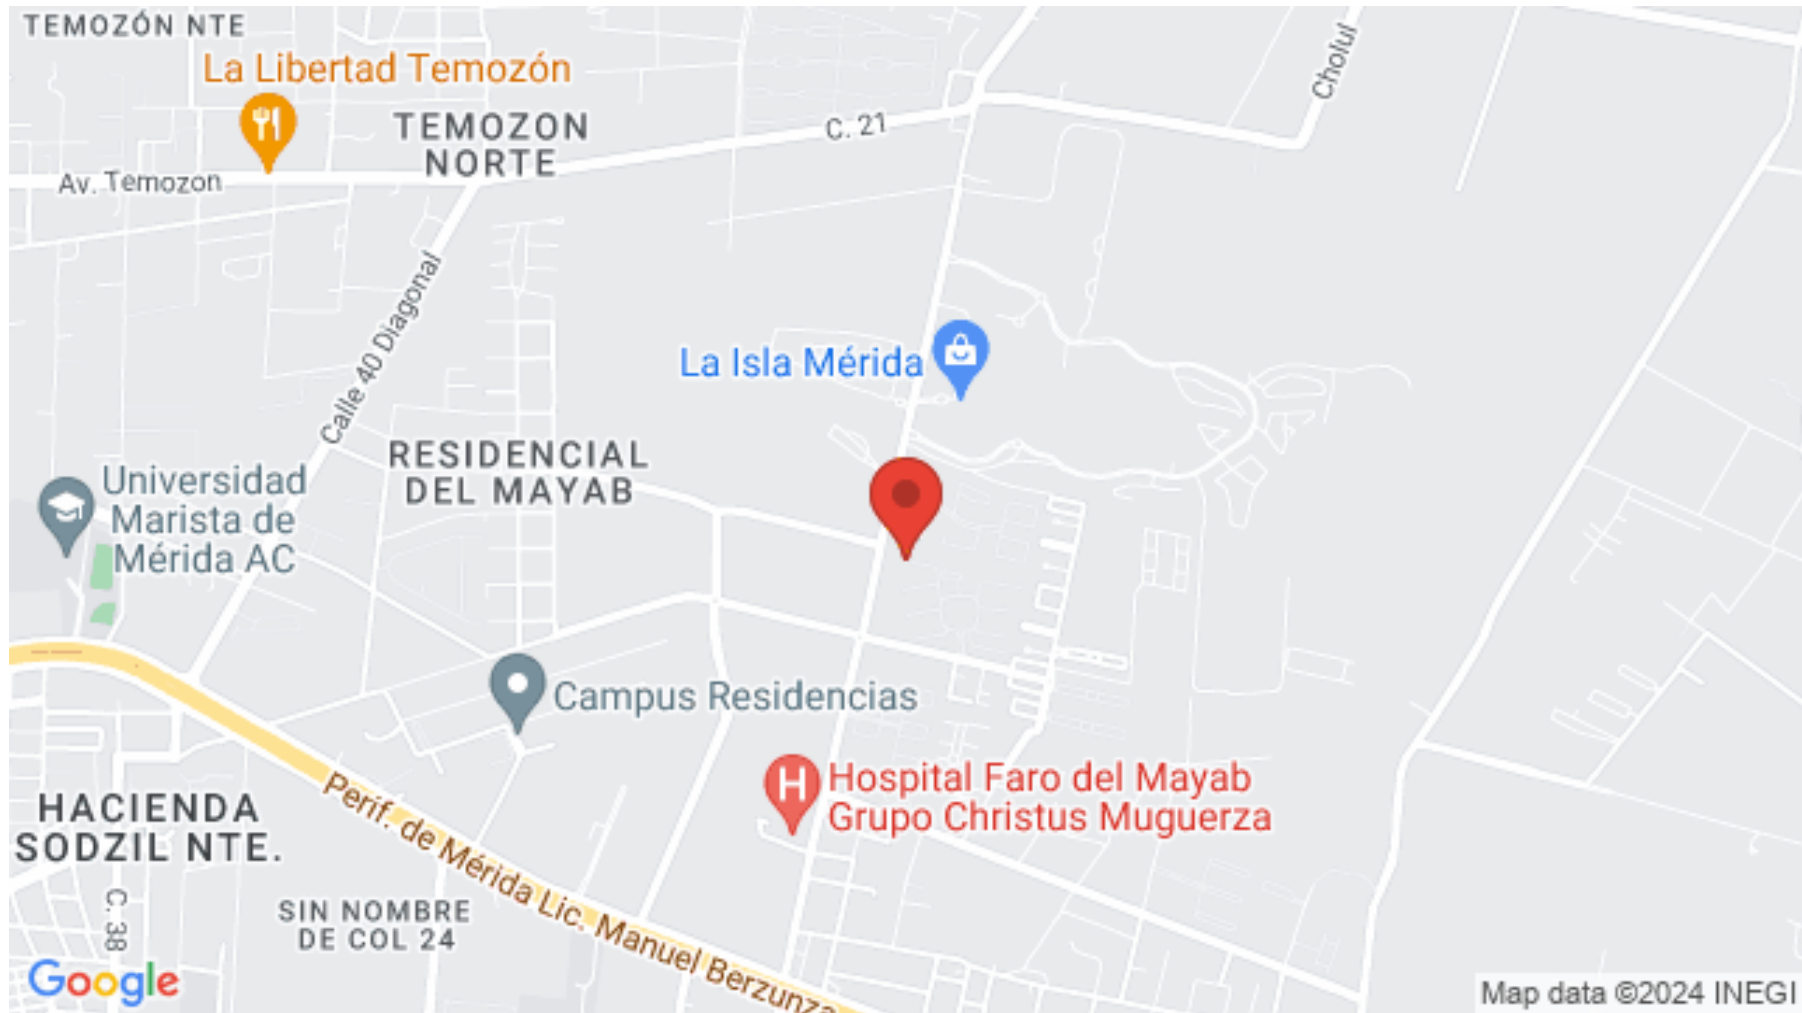 TEMOZÓN NTE
La Libertad Temozón
TEMOZON
NORTE
C. 21
Cholul
Av. Temozon
Calle 40 Diagonal
La Isla Mérida
RESIDENCIAL
DEL MAYAB
Universidad
Marista de
Mérida AC
Campus Residencias
Hospital Faro del Mayab
Grupo Christus Muguerza
H
HACIENDA
SODZIL NTE.
Perif. de Mérida Lic. Manuel Berzunza
C. 38
SIN NOMBRE
DE COL 24
Google
Map data ©2024 INEGI